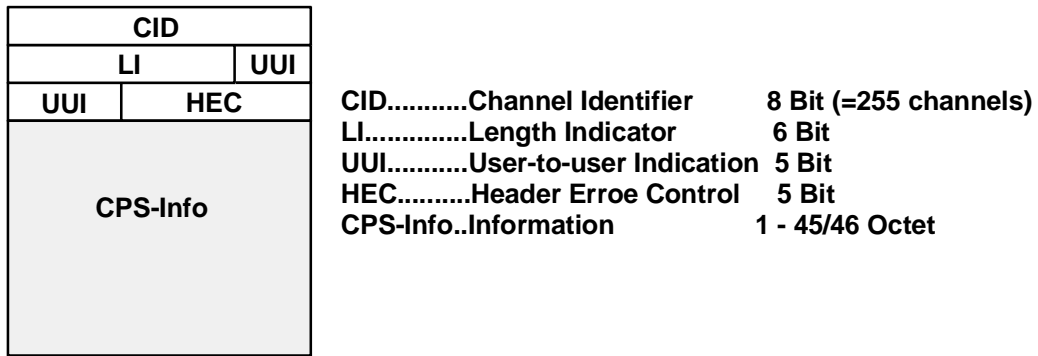 CID
LI UUI
UUI HEC
CPS-Info
CID...........Channel Identifier 8 Bit (=255 channels)
LI..............Length Indicator 6 Bit
UUI...........User-to-user Indication 5 Bit
HEC..........Header Erroe Control 5 Bit
CPS-Info..Information 1 - 45/46 Octet